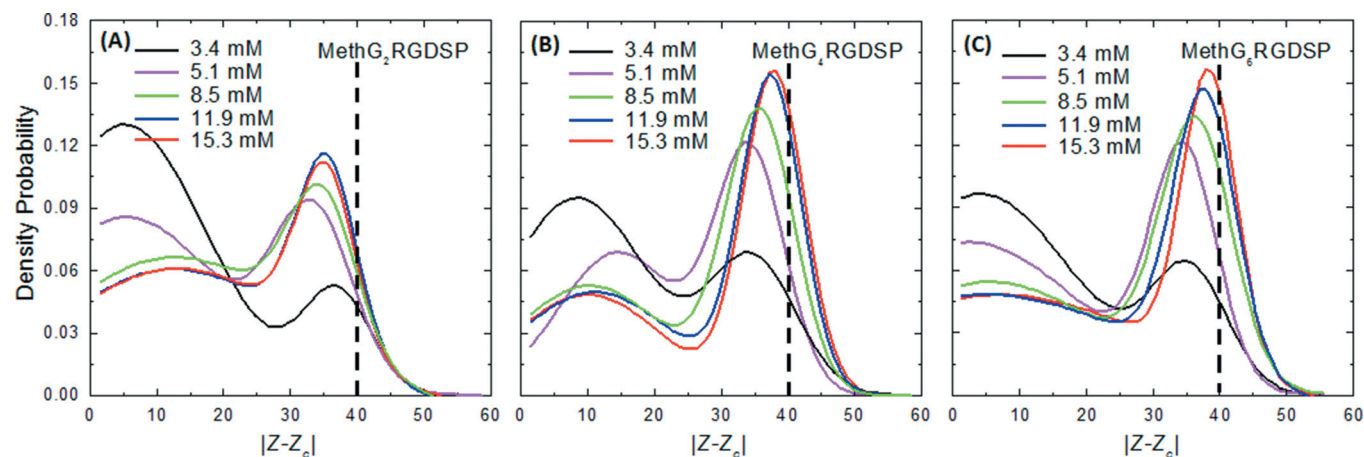 0.18
0.15
0.12
0.09
0.06
0.03
0.00
Density Probability
(A)
3.4 mM
5.1 mM
8.5 mM
11.9 mM
15.3 mM
MethG₂RGDSP
0 10 20 30 40 50 60
|Z-Zc|
(B)
3.4 mM
5.1 mM
8.5 mM
11.9 mM
15.3 mM
MethG₄RGDSP
0 10 20 30 40 50 60
|Z-Zc|
(C)
3.4 mM
5.1 mM
8.5 mM
11.9 mM
15.3 mM
MethG₆RGDSP
0 10 20 30 40 50 60
|Z-Zc|